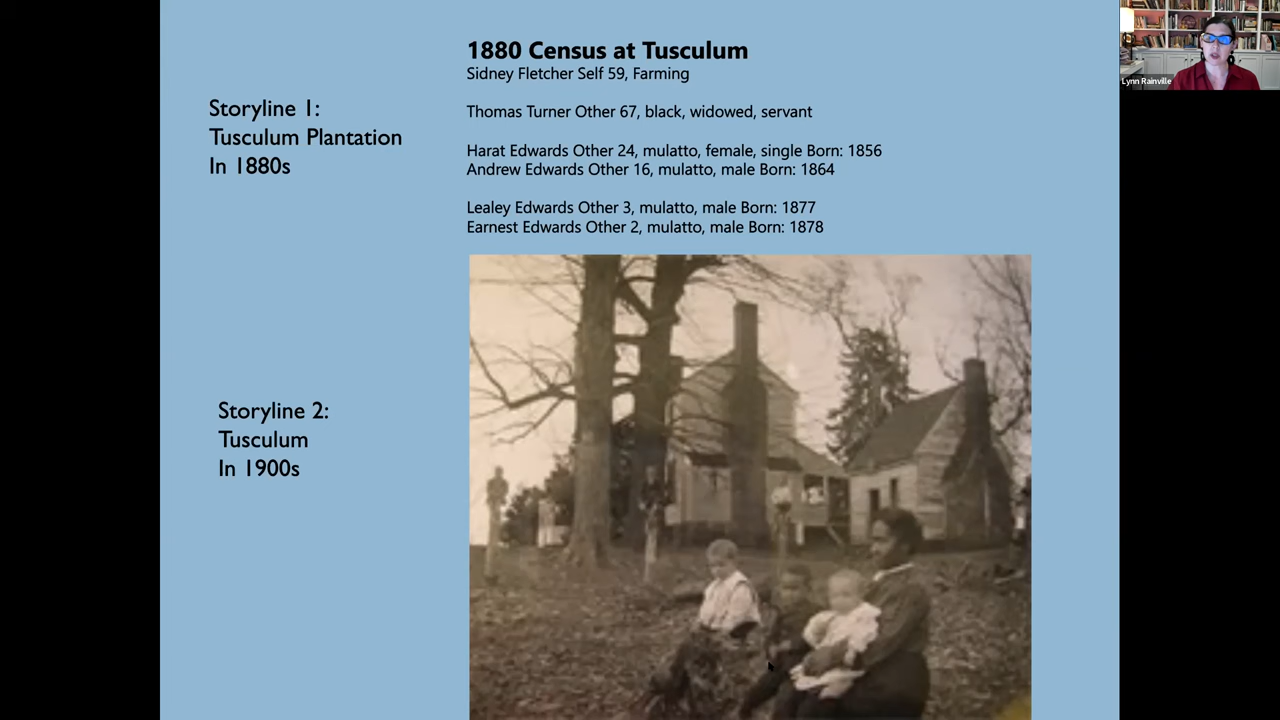 1880 Census at Tusculum
Sidney Fletcher Self 59, Farming
Thomas Turner Other 67, black, widowed, servant
Harat Edwards Other 24, mulatto, female, single Born: 1856
Andrew Edwards Other 16, mulatto, male Born: 1864
Lealey Edwards Other 3, mulatto, male Born: 1877
Earnest Edwards Other 2, mulatto, male Born: 1878
Storyline 1:
Tusculum Plantation
In 1880s
Storyline 2:
Tusculum
In 1900s
Lynn Rainville